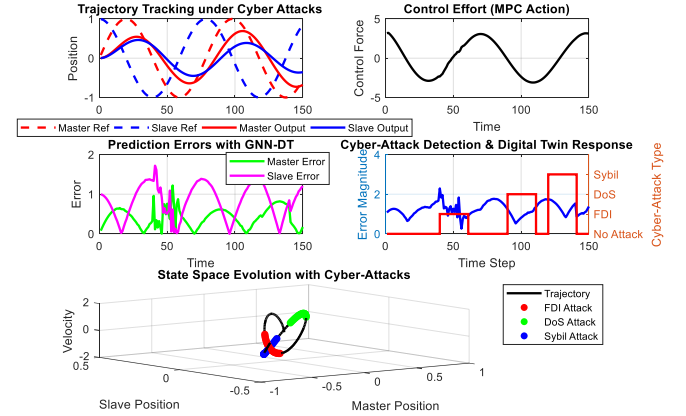 Trajectory Tracking under Cyber Attacks
Position
1
0
-1
0
50
100
150
Master Ref
Slave Ref
Master Output
Slave Output
Control Effort (MPC Action)
Control Force
5
0
-5
0
50
100
150
Time
Prediction Errors with GNN-DT
Error
2
1
0
0
50
100
150
Time
Master Error
Slave Error
Cyber-Attack Detection & Digital Twin Response
Error Magnitude
4
2
0
0
50
100
150
Time Step
Sybil
DoS
FDI
No Attack
Cyber-Attack Type
State Space Evolution with Cyber-Attacks
Velocity
2
0
-2
0.5
0
-0.5
Slave Position
-1
0
1
Master Position
Trajectory
FDI Attack
DoS Attack
Sybil Attack